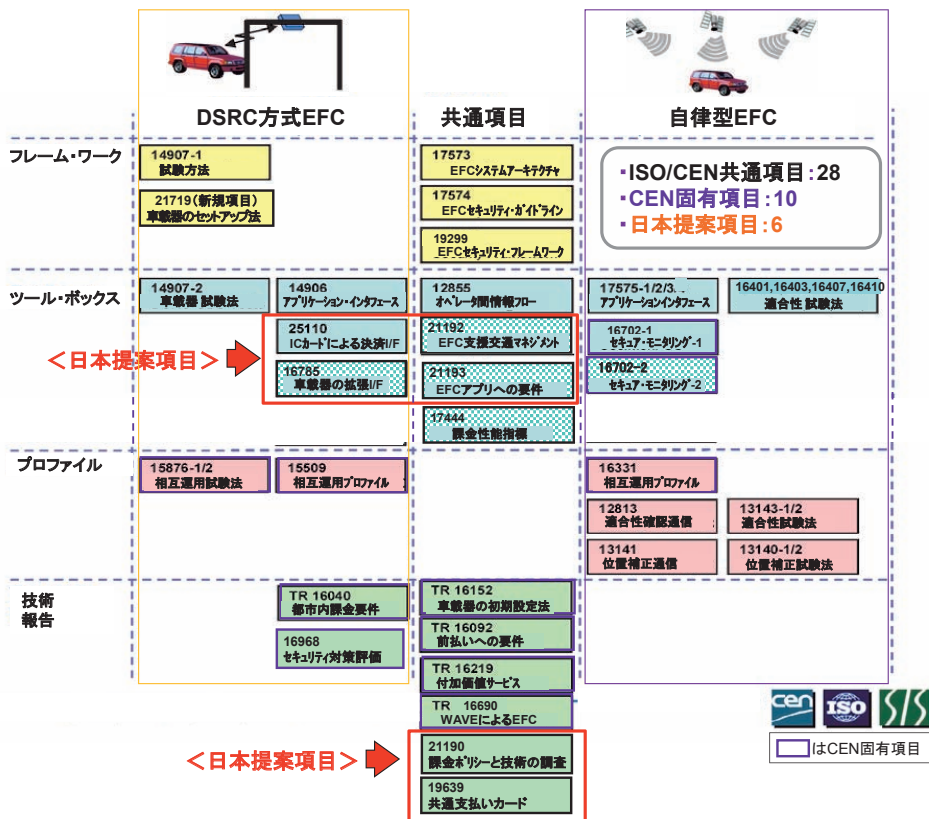 DSRC方式EFC
共通項目
自律型EFC
フレーム・ワーク
14907-1
試験方法
21719(新規項目)
車載器のセットアップ法
17573
EFCシステムアーキテクチャ
17574
EFCセキュリティ・ガイドライン
19299
EFCセキュリティ・フレームワーク
・ISO/CEN共通項目:28
・CEN固有項目:10
・日本提案項目:6
ツール・ボックス
14907-2
車載器 試験法
14906
アプリケーション・インタフェース
12855
オペレータ間情報フロー
17575-1/2/3..
アプリケーションインタフェース
16401,16403,16407,16410
適合性 試験法
<日本提案項目>
25110
ICカードによる決済I/F
21192
EFC支援交通マネジメント
16702-1
セキュア・モニタリング-1
16785
車載器の拡張I/F
21193
EFCアプリへの要件
16702-2
セキュア・モニタリング-2
17444
課金性能指標
プロファイル
15876-1/2
相互運用試験法
15509
相互運用プロファイル
16331
相互運用プロファイル
12813
適合性確認通信
13143-1/2
適合性試験法
13141
位置補正通信
13140-1/2
位置補正試験法
技術
報告
TR 16040
都市内課金要件
TR 16152
車載器の初期設定法
16968
セキュリティ対策評価
TR 16092
前払いへの要件
TR 16219
付加価値サービス
TR 16690
WAVEによるEFC
<日本提案項目>
21190
課金ポリシーと技術の調査
19639
共通支払いカード
cen
ISO
SIS
はCEN固有項目